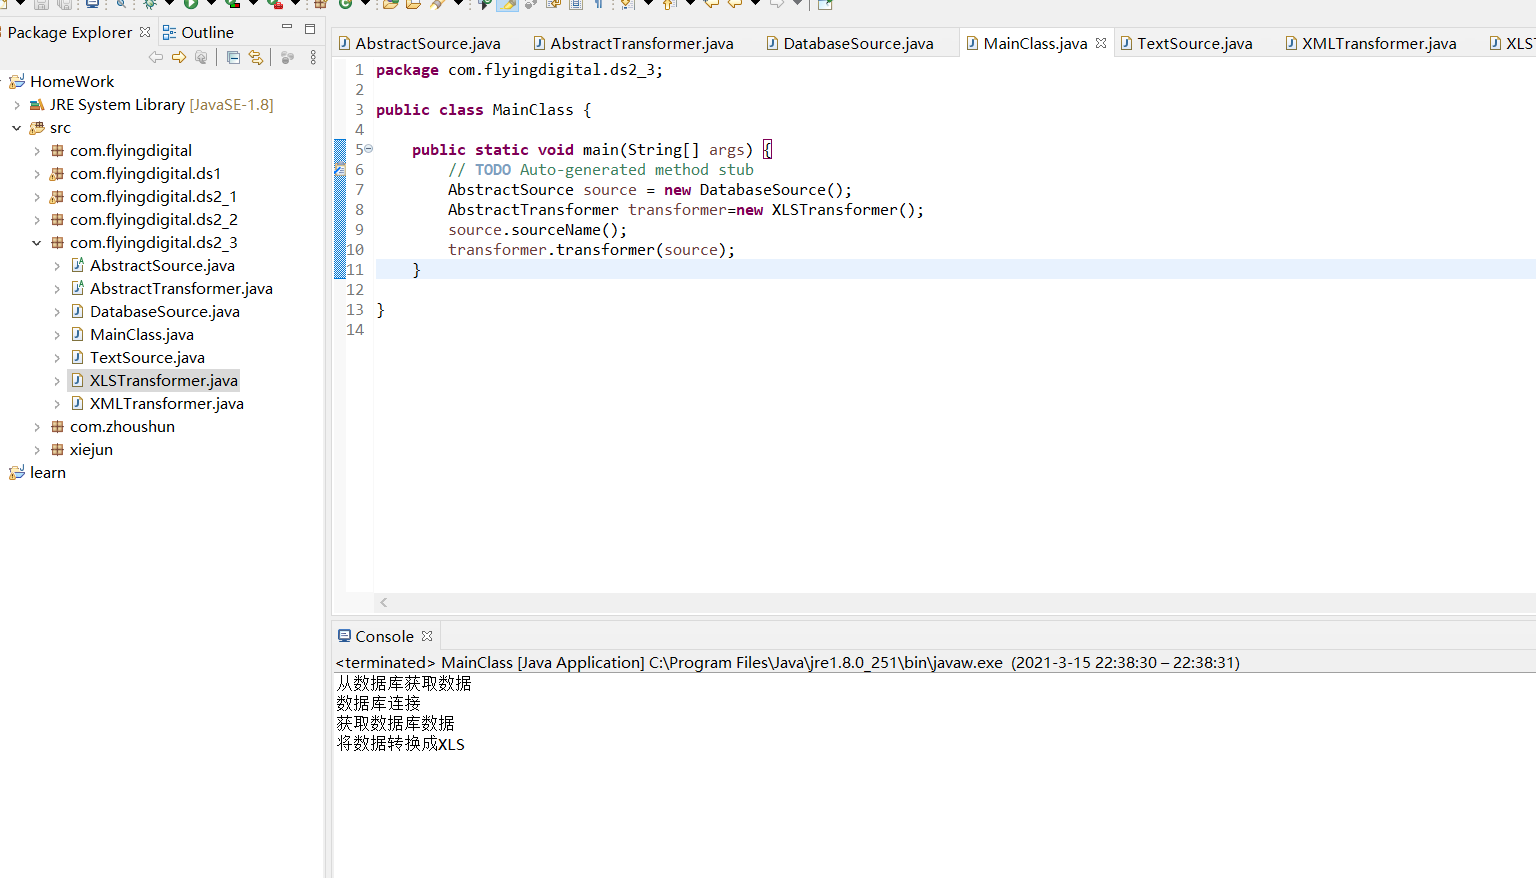 Package Explorer
Outline
HomeWork
JRE System Library [JavaSE-1.8]
src
com.flyingdigital
com.flyingdigital.ds1
com.flyingdigital.ds2_1
com.flyingdigital.ds2_2
com.flyingdigital.ds2_3
AbstractSource.java
AbstractTransformer.java
DatabaseSource.java
MainClass.java
TextSource.java
XLSTransformer.java
XMLTransformer.java
com.zhoushun
xiejun
learn
AbstractSource.java AbstractTransformer.java DatabaseSource.java MainClass.java TextSource.java XMLTransformer.java
1 package com.flyingdigital.ds2_3;
2
3 public class MainClass {
4
5 public static void main(String[] args) {
6 // TODO Auto-generated method stub
7 AbstractSource source = new DatabaseSource();
8 AbstractTransformer transformer=new XLSTransformer();
9 source.sourceName();
10 transformer.transformer(source);
11 }
12
13 }
14
Console
<terminated> MainClass [Java Application] C:\Program Files\Java\jre1.8.0_251\bin\javaw.exe (2021-3-15 22:38:30 – 22:38:31)
从数据库获取数据
数据库连接
获取数据库数据
将数据转换成XLS